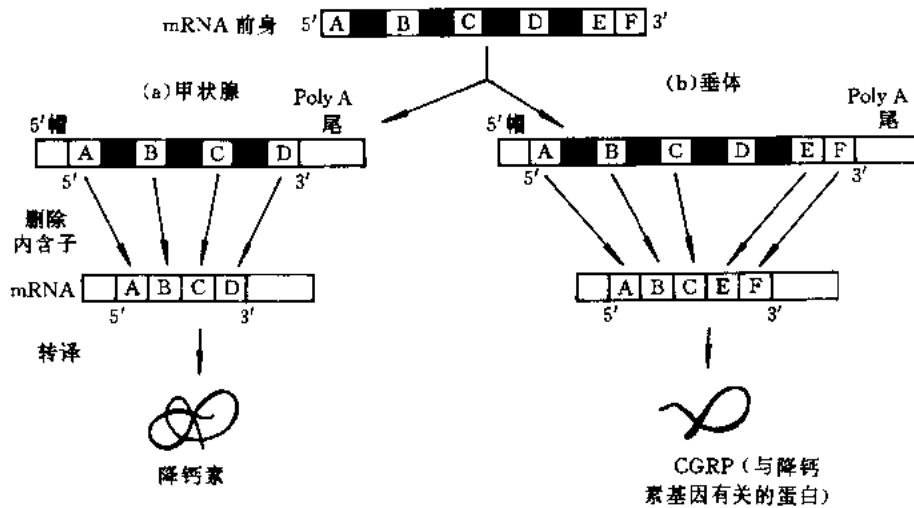 mRNA 前身 5′ A B C D E F 3′
(a)甲状腺
(b)垂体
Poly A
尾
5′帽
A B C D
5′ 3′
Poly A
尾
5′帽
A B C D E F
5′ 3′
删除
内含子
mRNA A B C D
5′ 3′
A B C E F
5′ 3′
转译
降钙素
CGRP(与降钙
素基因有关的蛋白)